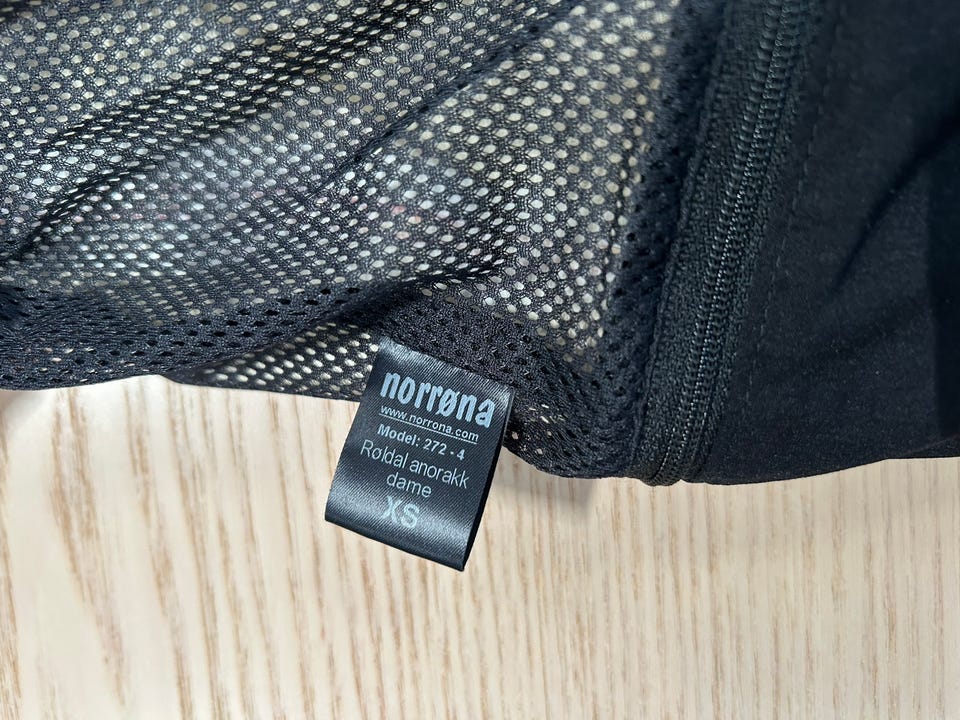 norrøna
www.norrona.com
Model: 272 - 4
Røldal anorakk
dame
XS